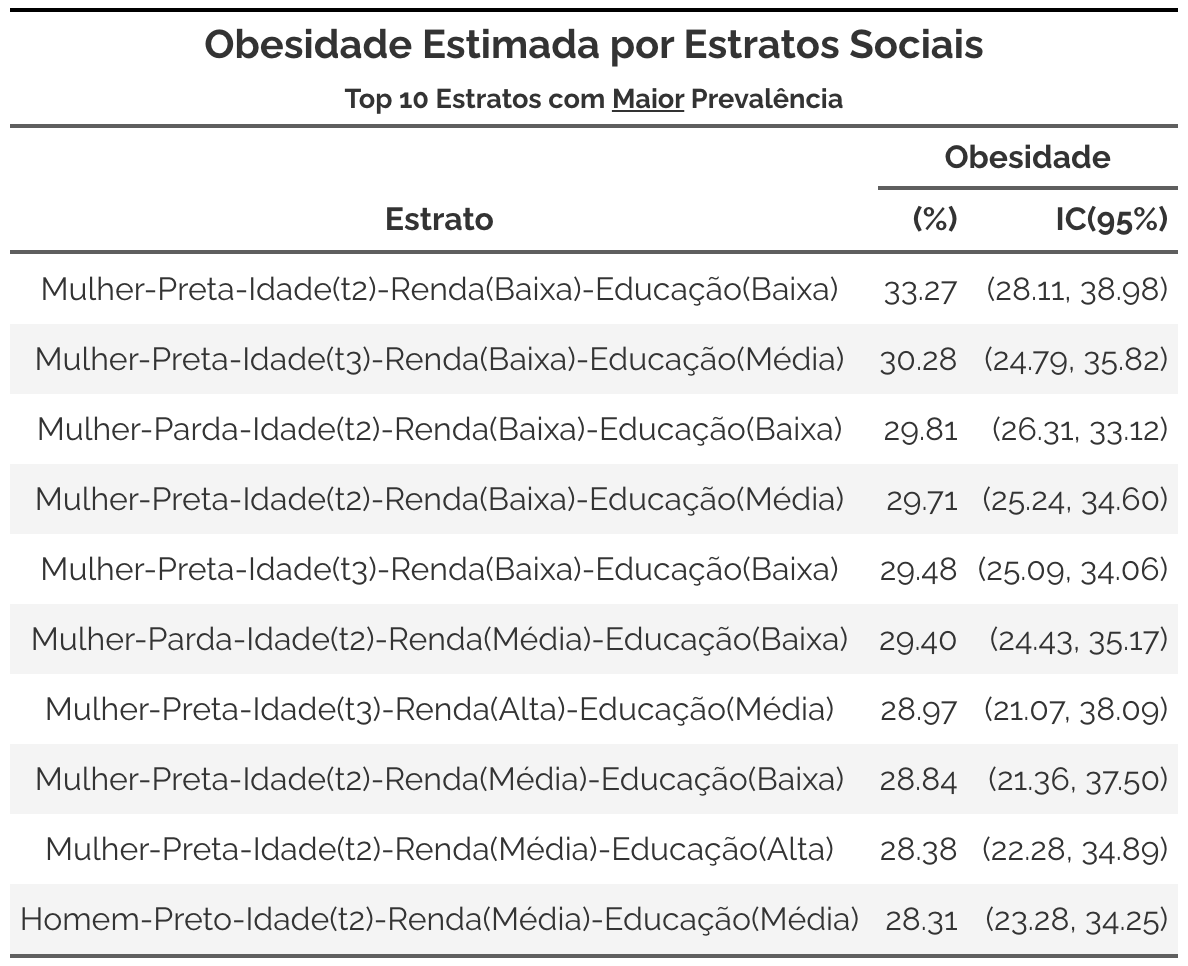 Obesidade Estimada por Estratos Sociais
Top 10 Estratos com Maior Prevalência
Obesidade
Estrato (%) IC(95%)
Mulher-Preta-Idade(t2)-Renda(Baixa)-Educação(Baixa) 33.27 (28.11, 38.98)
Mulher-Preta-Idade(t3)-Renda(Baixa)-Educação(Média) 30.28 (24.79, 35.82)
Mulher-Parda-Idade(t2)-Renda(Baixa)-Educação(Baixa) 29.81 (26.31, 33.12)
Mulher-Preta-Idade(t2)-Renda(Baixa)-Educação(Média) 29.71 (25.24, 34.60)
Mulher-Preta-Idade(t3)-Renda(Baixa)-Educação(Baixa) 29.48 (25.09, 34.06)
Mulher-Parda-Idade(t2)-Renda(Média)-Educação(Baixa) 29.40 (24.43, 35.17)
Mulher-Preta-Idade(t3)-Renda(Alta)-Educação(Média) 28.97 (21.07, 38.09)
Mulher-Preta-Idade(t2)-Renda(Média)-Educação(Baixa) 28.84 (21.36, 37.50)
Mulher-Preta-Idade(t2)-Renda(Média)-Educação(Alta) 28.38 (22.28, 34.89)
Homem-Preto-Idade(t2)-Renda(Média)-Educação(Média) 28.31 (23.28, 34.25)